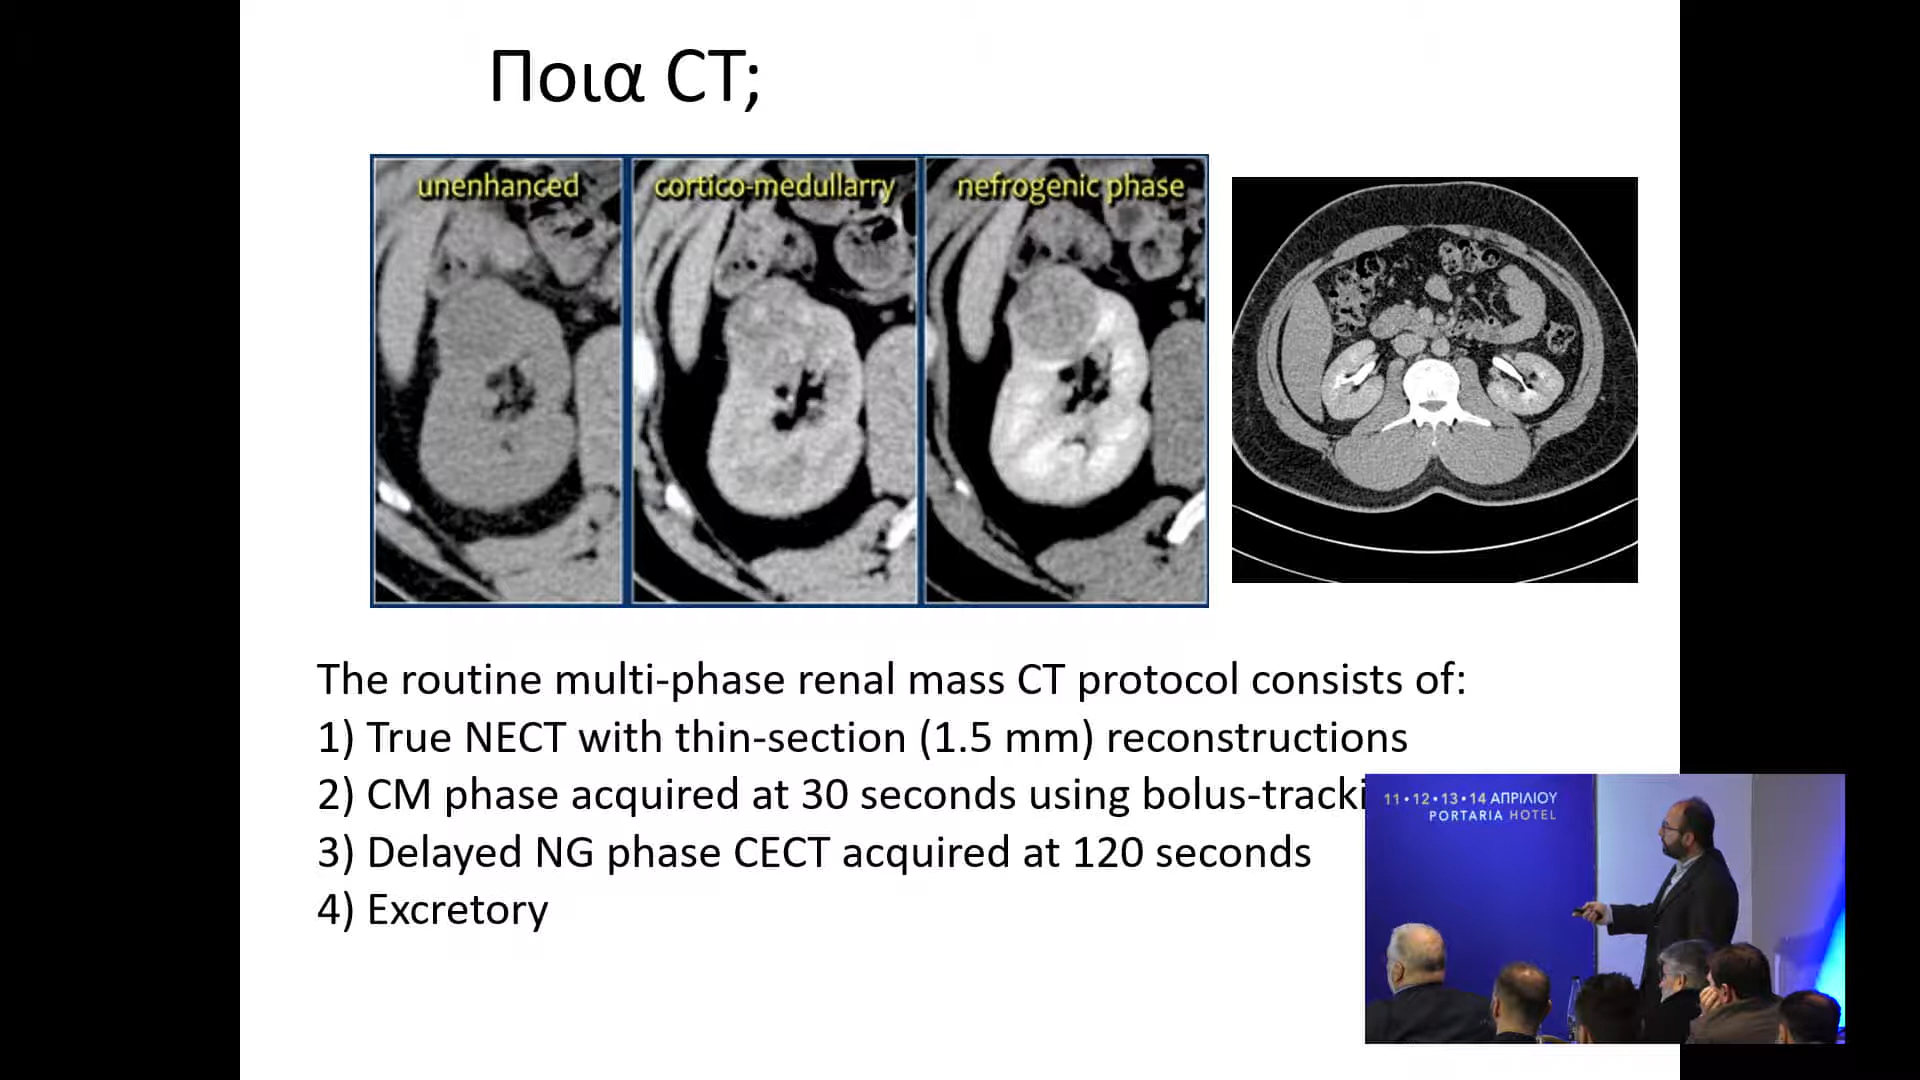 Ποια CT;
unenhanced
cortico-medullarry
nefrogenic phase
The routine multi-phase renal mass CT protocol consists of:
1) True NECT with thin-section (1.5 mm) reconstructions
2) CM phase acquired at 30 seconds using
3) Delayed NG phase CECT acquired at 120 seconds
4) Excretory
11•12•13•14 ΑΠΡΙΛΙΟΥ
PORTARIA HOTEL